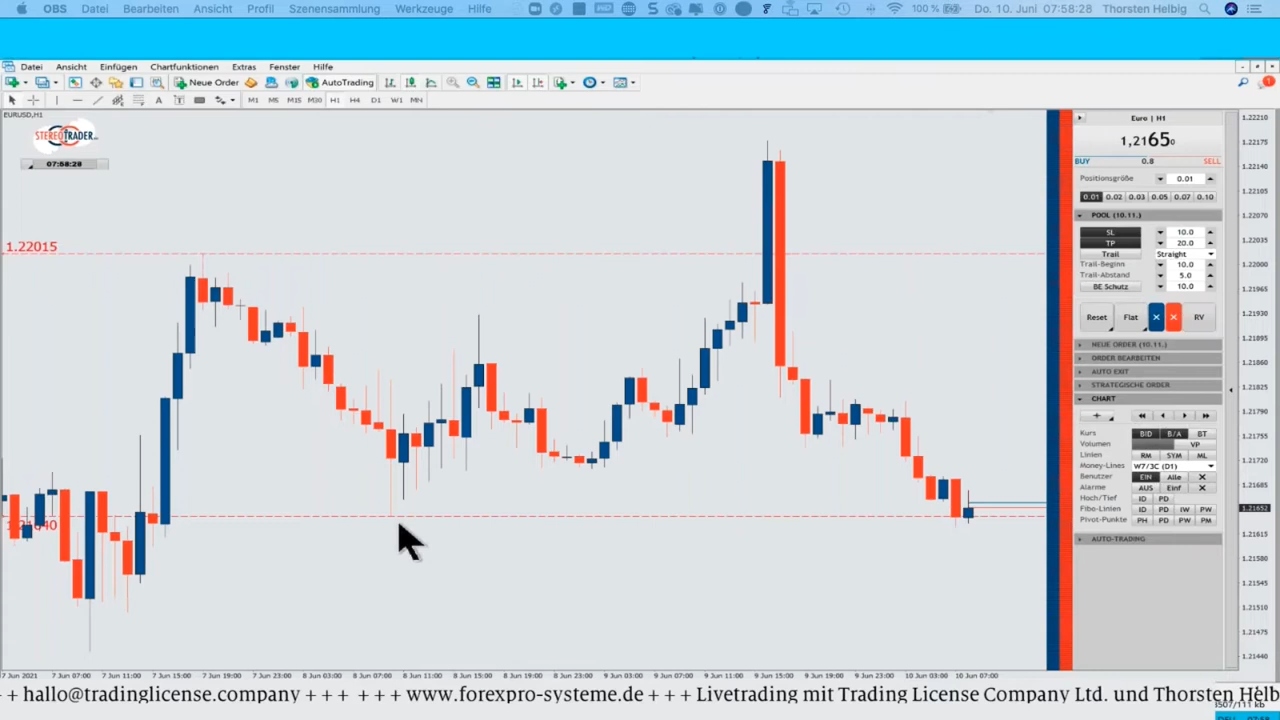 OBS Datei Bearbeiten Ansicht Profil Szenensammlung Werkzeuge Hilfe 100 % Do. 10. Juni 07:58:28 Thorsten Helbig
Datei Ansicht Einfügen Chartfunktionen Extras Fenster Hilfe
Neue Order AutoTrading
M1 M5 M15 M30 H1 H4 D1 W1 MN
EURUSD,H1
STEREOTRADER
07:58:28
1.22015
1.21640
Euro | H1
1,21650
BUY 0.8 SELL
Positionsgröße 0.01
0.01 0.02 0.03 0.05 0.07 0.10
POOL (10.11.)
SL 10.0
TP 20.0
Trail Straight
Trail-Beginn 10.0
Trail-Abstand 5.0
BE Schutz 10.0
Reset Flat × × RV
NEUE ORDER (10.11.)
ORDER BEARBEITEN
AUTO EXIT
STRATEGISCHE ORDER
CHART
Kurs BID B/A BT
Volumen VP
Linien RM SYM ML
Money-Lines W7/3C (D1)
Benutzer EIN Alle X
Alarme AUS Einf X
Hoch/Tief ID PD
Fibo-Linien ID PD IW PW
Pivot-Punkte PH PD PW PM
AUTO-TRADING
1.22210
1.22175
1.22140
1.22105
1.22070
1.22035
1.22000
1.21965
1.21930
1.21895
1.21860
1.21825
1.21790
1.21755
1.21720
1.21685
1.21652
1.21615
1.21580
1.21545
1.21510
1.21475
1.21440
7 Jun 2021 7 Jun 07:00 7 Jun 11:00 7 Jun 15:00 7 Jun 19:00 7 Jun 23:00 8 Jun 03:00 8 Jun 07:00 8 Jun 11:00 8 Jun 15:00 8 Jun 19:00 8 Jun 23:00 9 Jun 03:00 9 Jun 07:00 9 Jun 11:00 9 Jun 15:00 9 Jun 19:00 9 Jun 23:00 10 Jun 03:00 10 Jun 07:00
+ + hallo@tradinglicense.company + + + + + + www.forexpro-systeme.de + + + Livetrading mit Trading License Company Ltd. und Thorsten Helb
3507/111 kb